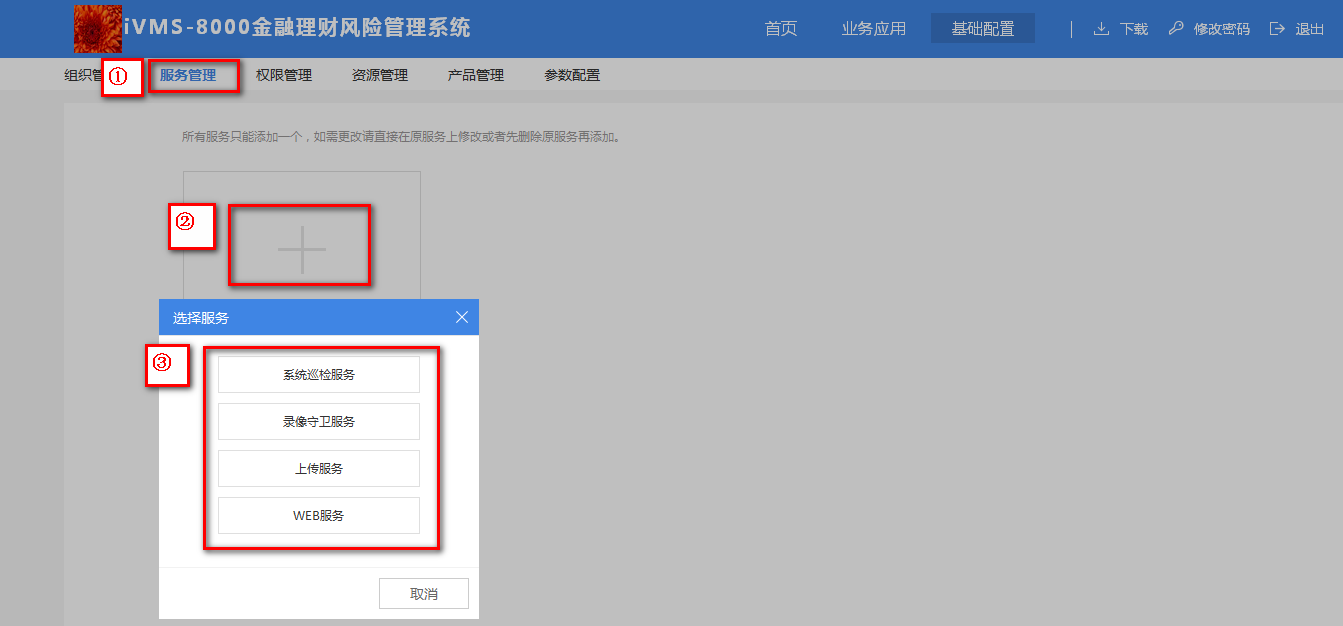 iVMS-8000金融理财风险管理系统
首页 业务应用 基础配置 下载 修改密码 退出
组织管 ① 服务管理 权限管理 资源管理 产品管理 参数配置
所有服务只能添加一个，如需更改请直接在原服务上修改或者先删除原服务再添加。
②
选择服务
③
系统巡检服务
录像守卫服务
上传服务
WEB服务
取消